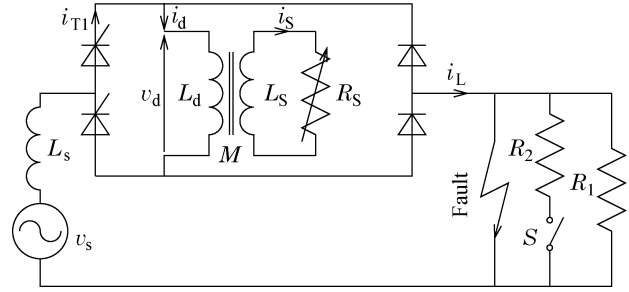 i_T1
i_d
i_S
v_d
L_d
L_S
R_S
M
i_L
L_s
v_s
Fault
R_2
S
R_1